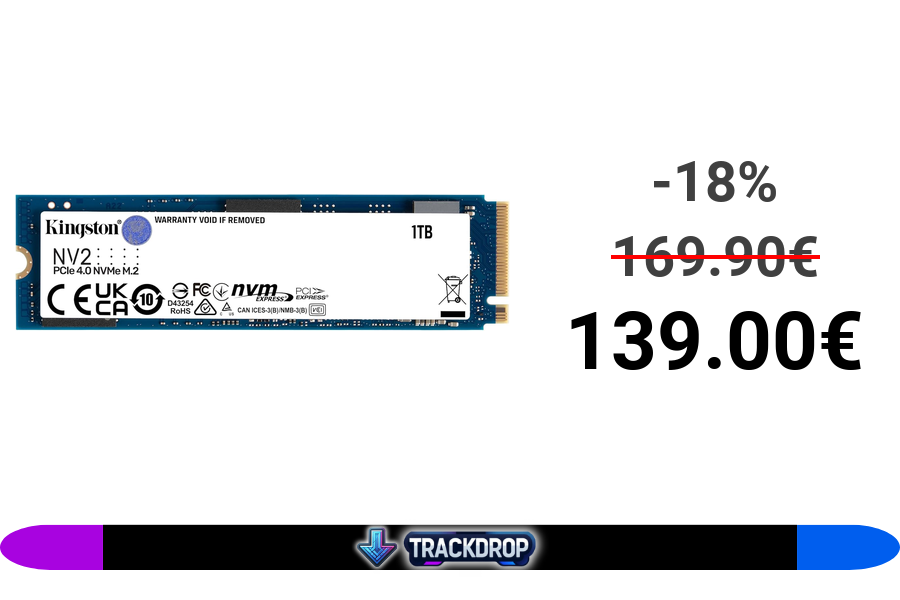 Kingston
WARRANTY VOID IF REMOVED
1TB
NV2
PCIe 4.0 NVMe M.2
CE UK CA 10 FC nvm EXPRESS PCI EXPRESS
D43254
RoHS
CAN ICES-3(B)/NMB-3(B)
-18%
169.90€
139.00€
TRACKDROP